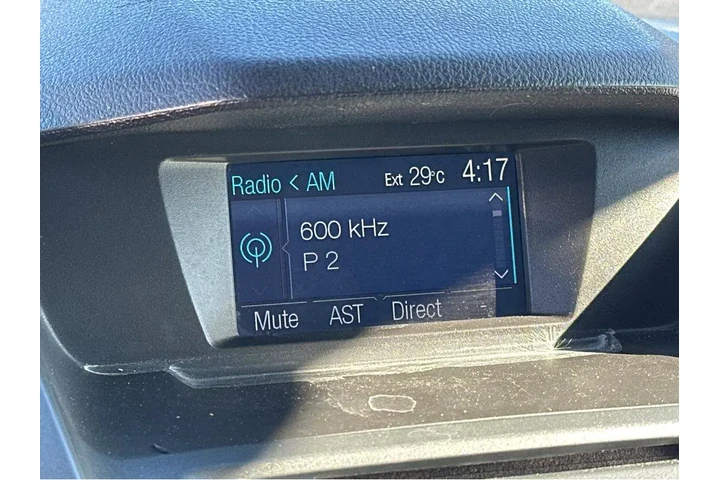 Radio < AM Ext 29°C 4:17
600 kHz
P 2
Mute AST Direct